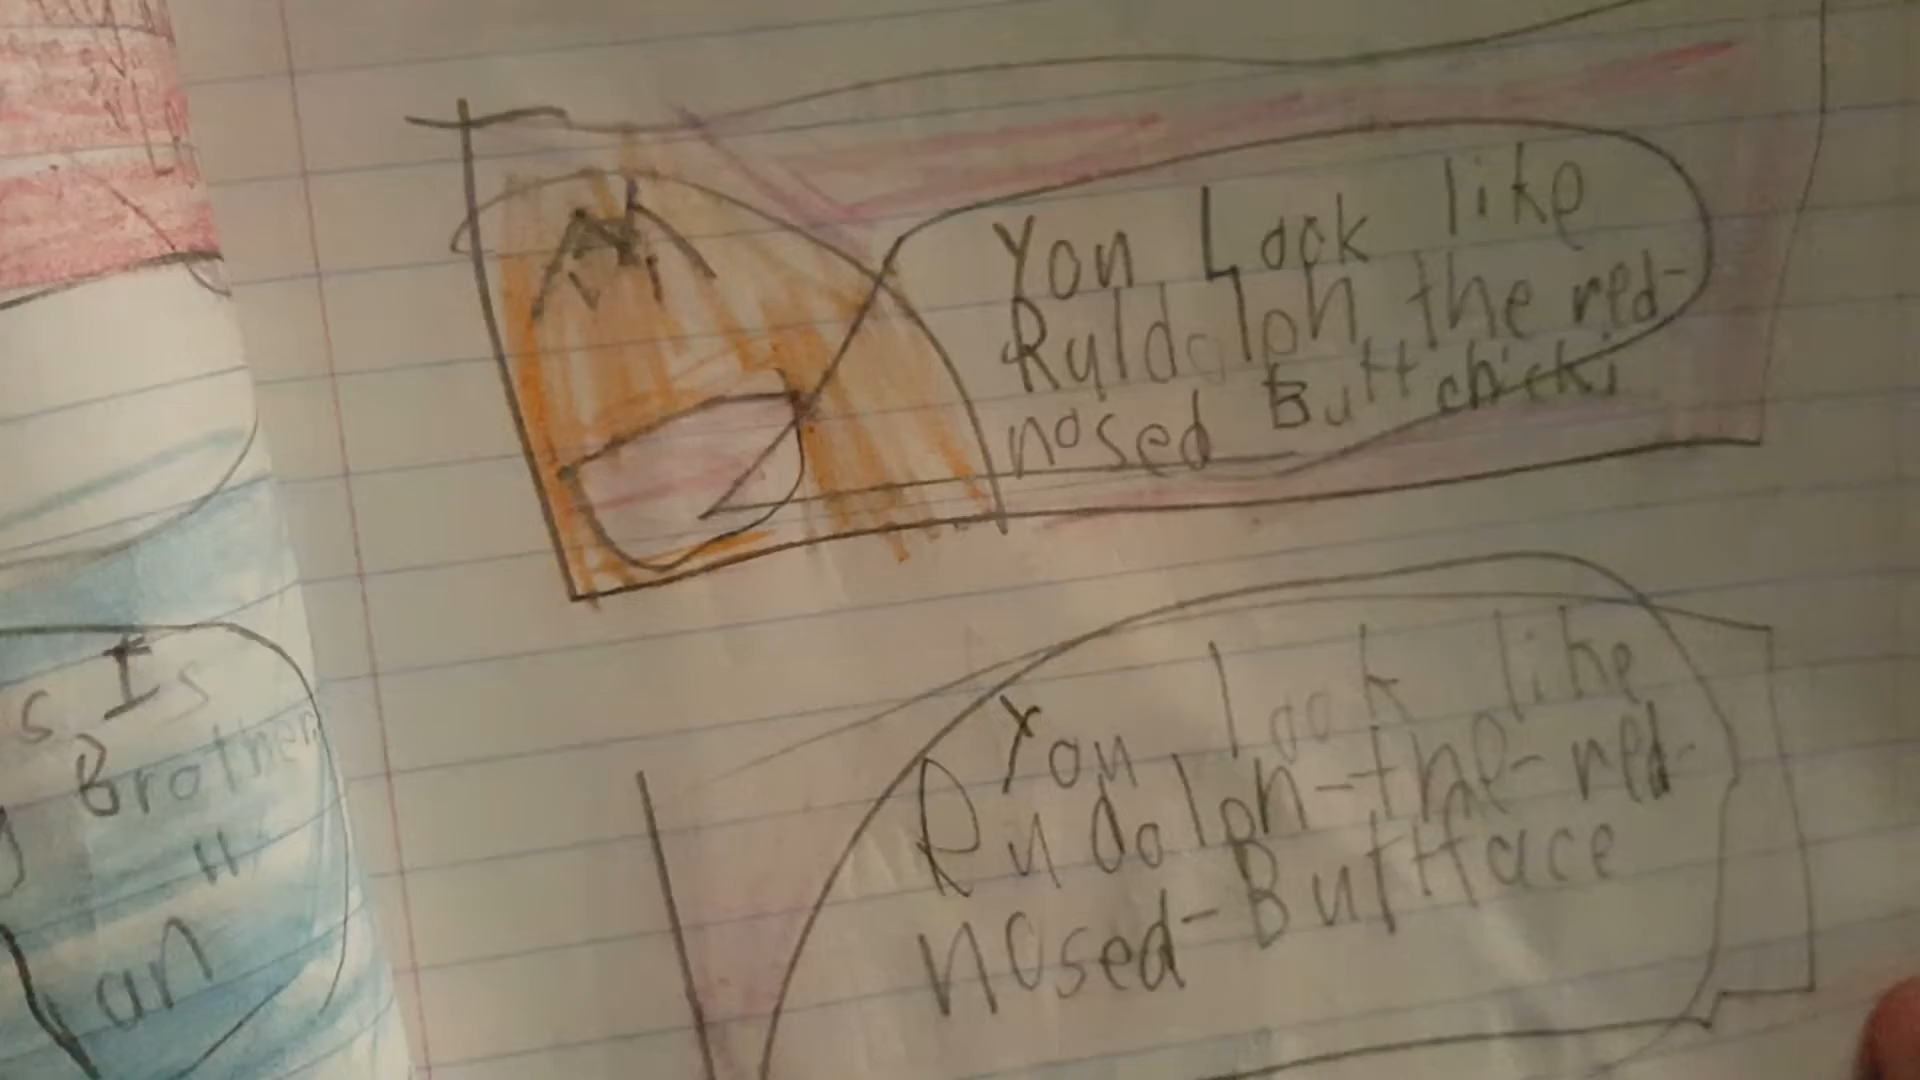 You Look like
Ruldolph the red-
nosed Butt
You look like
Rudolph-the-red-
nosed-Buttface
s Is
Brother
an